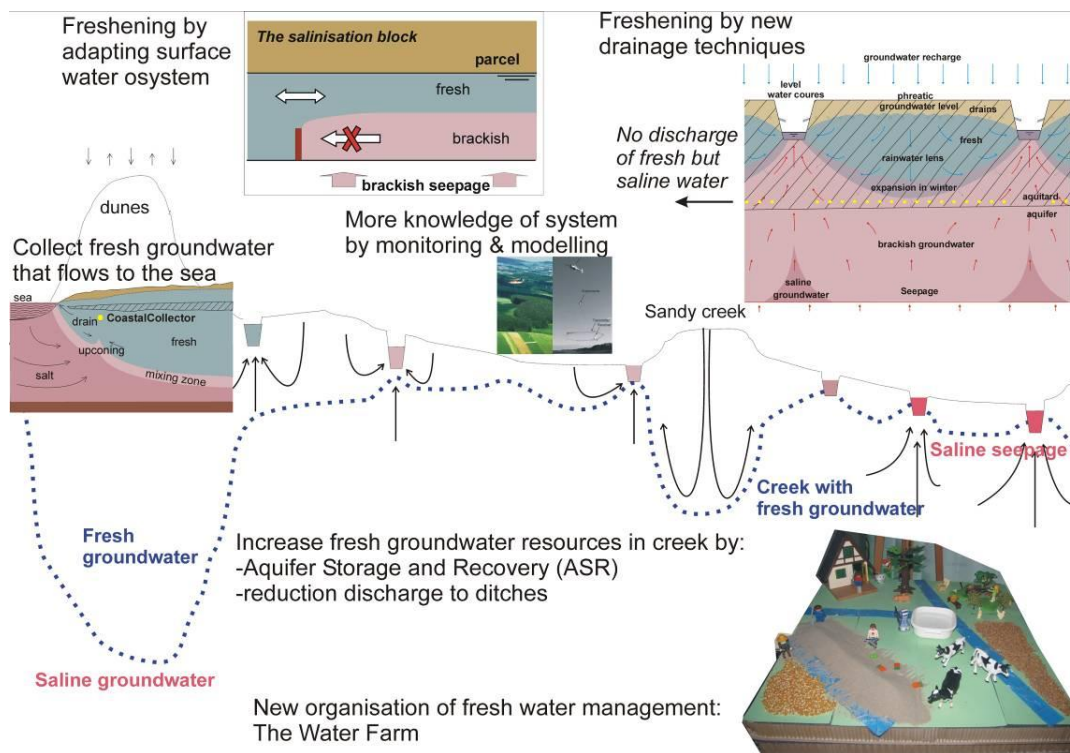 Freshening by
adapting surface
water osystem
The salinisation block
parcel
fresh
brackish
brackish seepage
Freshening by new
drainage techniques
groundwater recharge
level
water coures
phreatic
groundwater level
drains
fresh
rainwater lens
expansion in winter
aquitard
aquifer
brackish groundwater
saline
groundwater
Seepage
No discharge
of fresh but
saline water
dunes
Collect fresh groundwater
that flows to the sea
sea
drain
CoastalCollector
upconing
fresh
salt
mixing zone
More knowledge of system
by monitoring & modelling
Sandy creek
Saline seepage
Creek with
fresh groundwater
Fresh
groundwater
Saline groundwater
Increase fresh groundwater resources in creek by:
-Aquifer Storage and Recovery (ASR)
-reduction discharge to ditches
New organisation of fresh water management:
The Water Farm